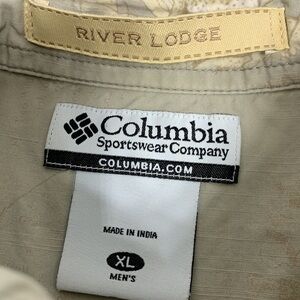 RIVER LODGE
Columbia
Sportswear Company
COLUMBIA.COM
MADE IN INDIA
XL
MEN'S